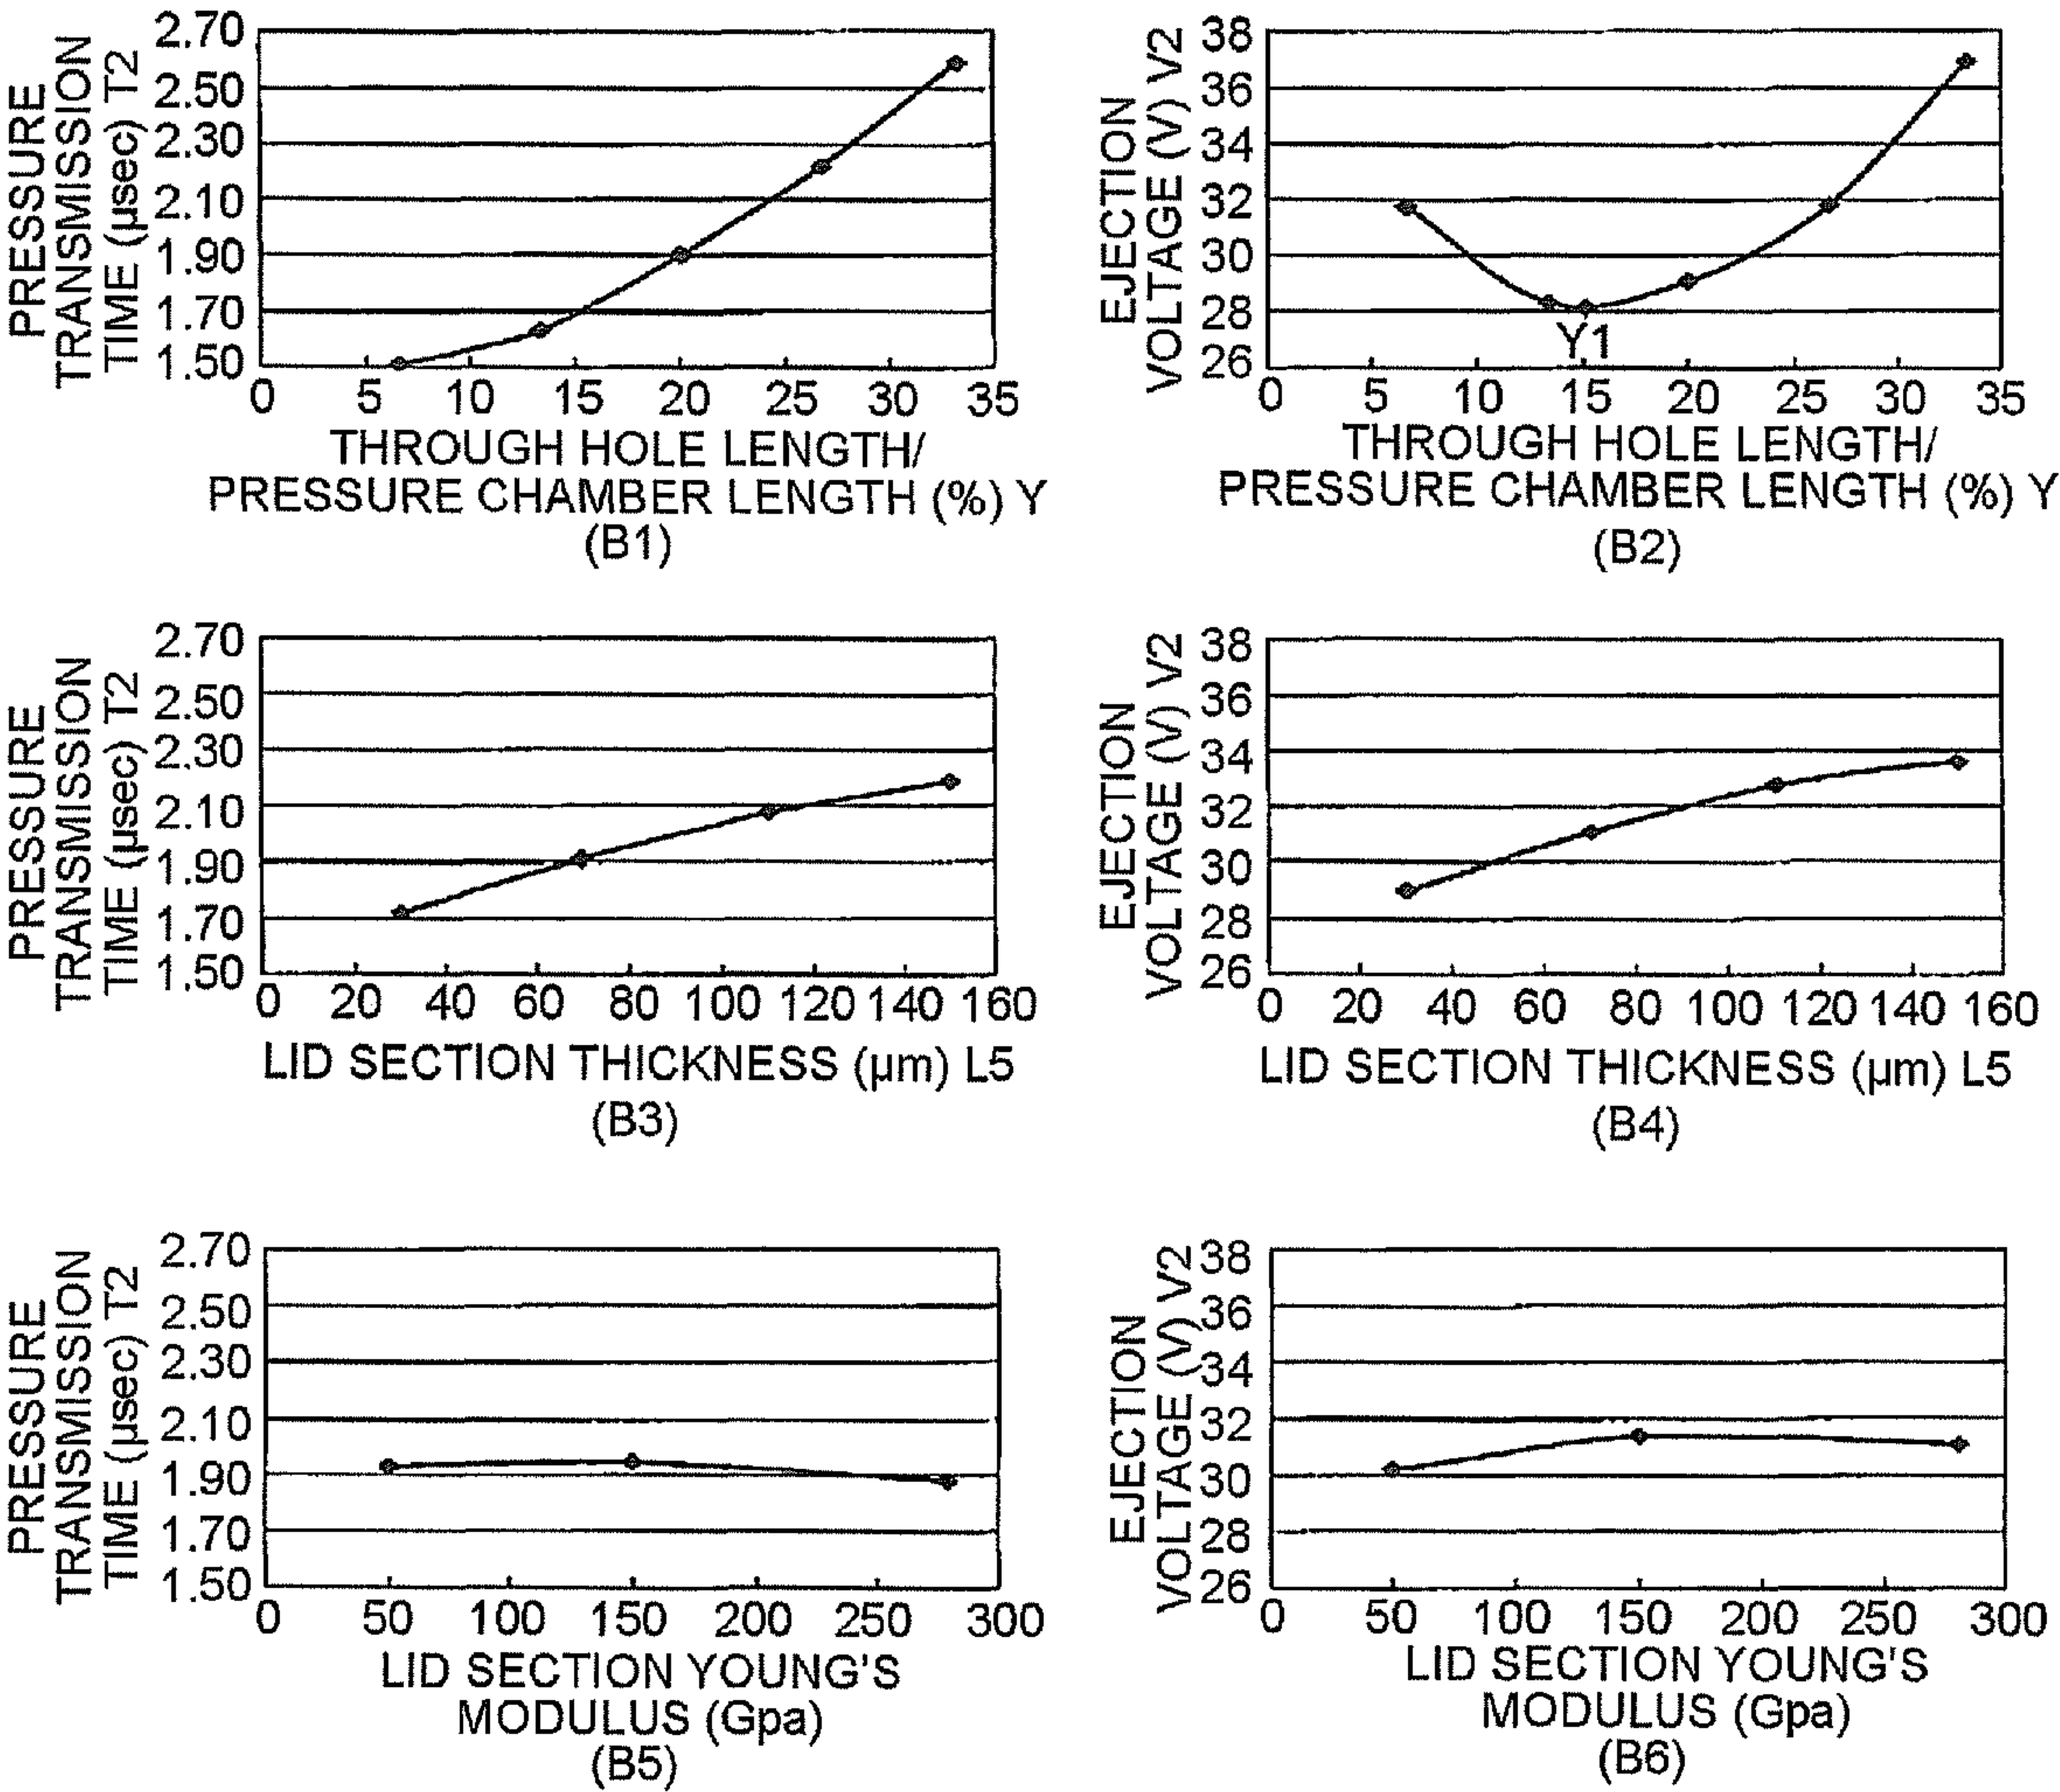 PRESSURE
TRANSMISSION
TIME (µsec) T2
2.70
2.50
2.30
2.10
1.90
1.70
1.50
0 5 10 15 20 25 30 35
THROUGH HOLE LENGTH/
PRESSURE CHAMBER LENGTH (%) Y
(B1)
EJECTION
VOLTAGE (V) V2
38
36
34
32
30
28
26
Y1
0 5 10 15 20 25 30 35
THROUGH HOLE LENGTH/
PRESSURE CHAMBER LENGTH (%) Y
(B2)
PRESSURE
TRANSMISSION
TIME (µsec) T2
2.70
2.50
2.30
2.10
1.90
1.70
1.50
0 20 40 60 80 100 120 140 160
LID SECTION THICKNESS (µm) L5
(B3)
EJECTION
VOLTAGE (V) V2
38
36
34
32
30
28
26
0 20 40 60 80 100 120 140 160
LID SECTION THICKNESS (µm) L5
(B4)
PRESSURE
TRANSMISSION
TIME (µsec) T2
2.70
2.50
2.30
2.10
1.90
1.70
1.50
0 50 100 150 200 250 300
LID SECTION YOUNG'S
MODULUS (Gpa)
(B5)
EJECTION
VOLTAGE (V) V2
38
36
34
32
30
28
26
0 50 100 150 200 250 300
LID SECTION YOUNG'S
MODULUS (Gpa)
(B6)